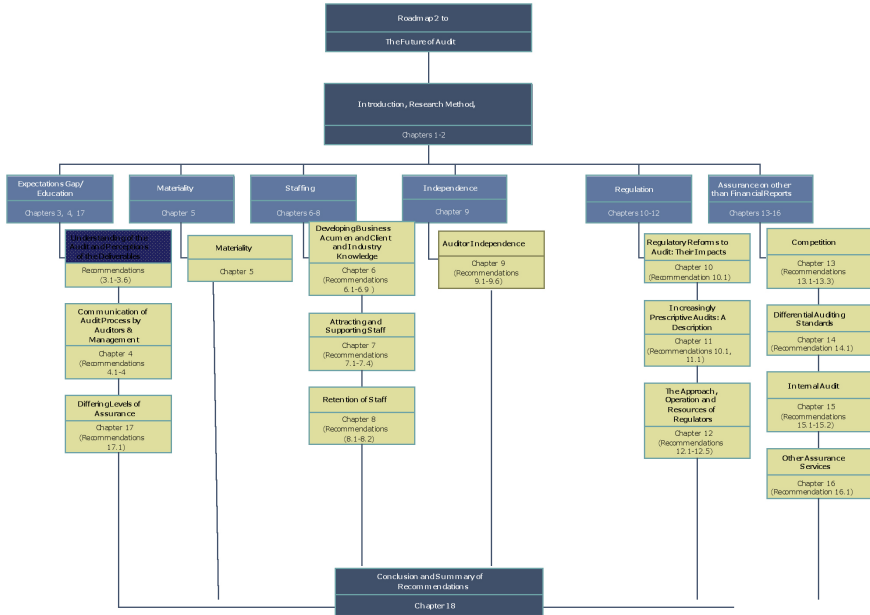 Roadmap 2 to
The Future of Audit
Introduction, Research Method,
Chapters 1-2
Expectations Gap/
Education
Chapters 3, 4, 17
Materiality
Chapter 5
Staffing
Chapters 6-8
Independence
Chapter 9
Regulation
Chapters 10-12
Assurance on other
than Financial Reports
Chapters 13-16
Understanding of the
Audit and Perceptions
of the Deliverables
Recommendations
(3.1-3.6)
Communication of
Audit Process by
Auditors &
Management
Chapter 4
(Recommendations
4.1-4
Differing Levels of
Assurance
Chapter 17
(Recommendations
17.1)
Materiality
Chapter 5
Developing Business
Acumen and Client
and Industry
Knowledge
Chapter 6
(Recommendations
6.1-6.9 )
Attracting and
Supporting Staff
Chapter 7
(Recommendations
7.1-7.4)
Retention of Staff
Chapter 8
(Recommendations
(8.1-8.2)
Auditor Independence
Chapter 9
(Recommendations
9.1-9.6)
Regulatory Reforms to
Audit: Their Impacts
Chapter 10
(Recommendation 10.1)
Increasingly
Prescriptive Audits: A
Description
Chapter 11
(Recommendations 10.1,
11.1)
The Approach,
Operation and
Resources of
Regulators
Chapter 12
(Recommendations
12.1-12.5)
Competition
Chapter 13
(Recommendations
13.1-13.3)
Differential Auditing
Standards
Chapter 14
(Recommendation 14.1)
Internal Audit
Chapter 15
(Recommendations
15.1-15.2)
Other Assurance
Services
Chapter 16
(Recommendation 16.1)
Conclusion and Summary of
Recommendations
Chapter 18